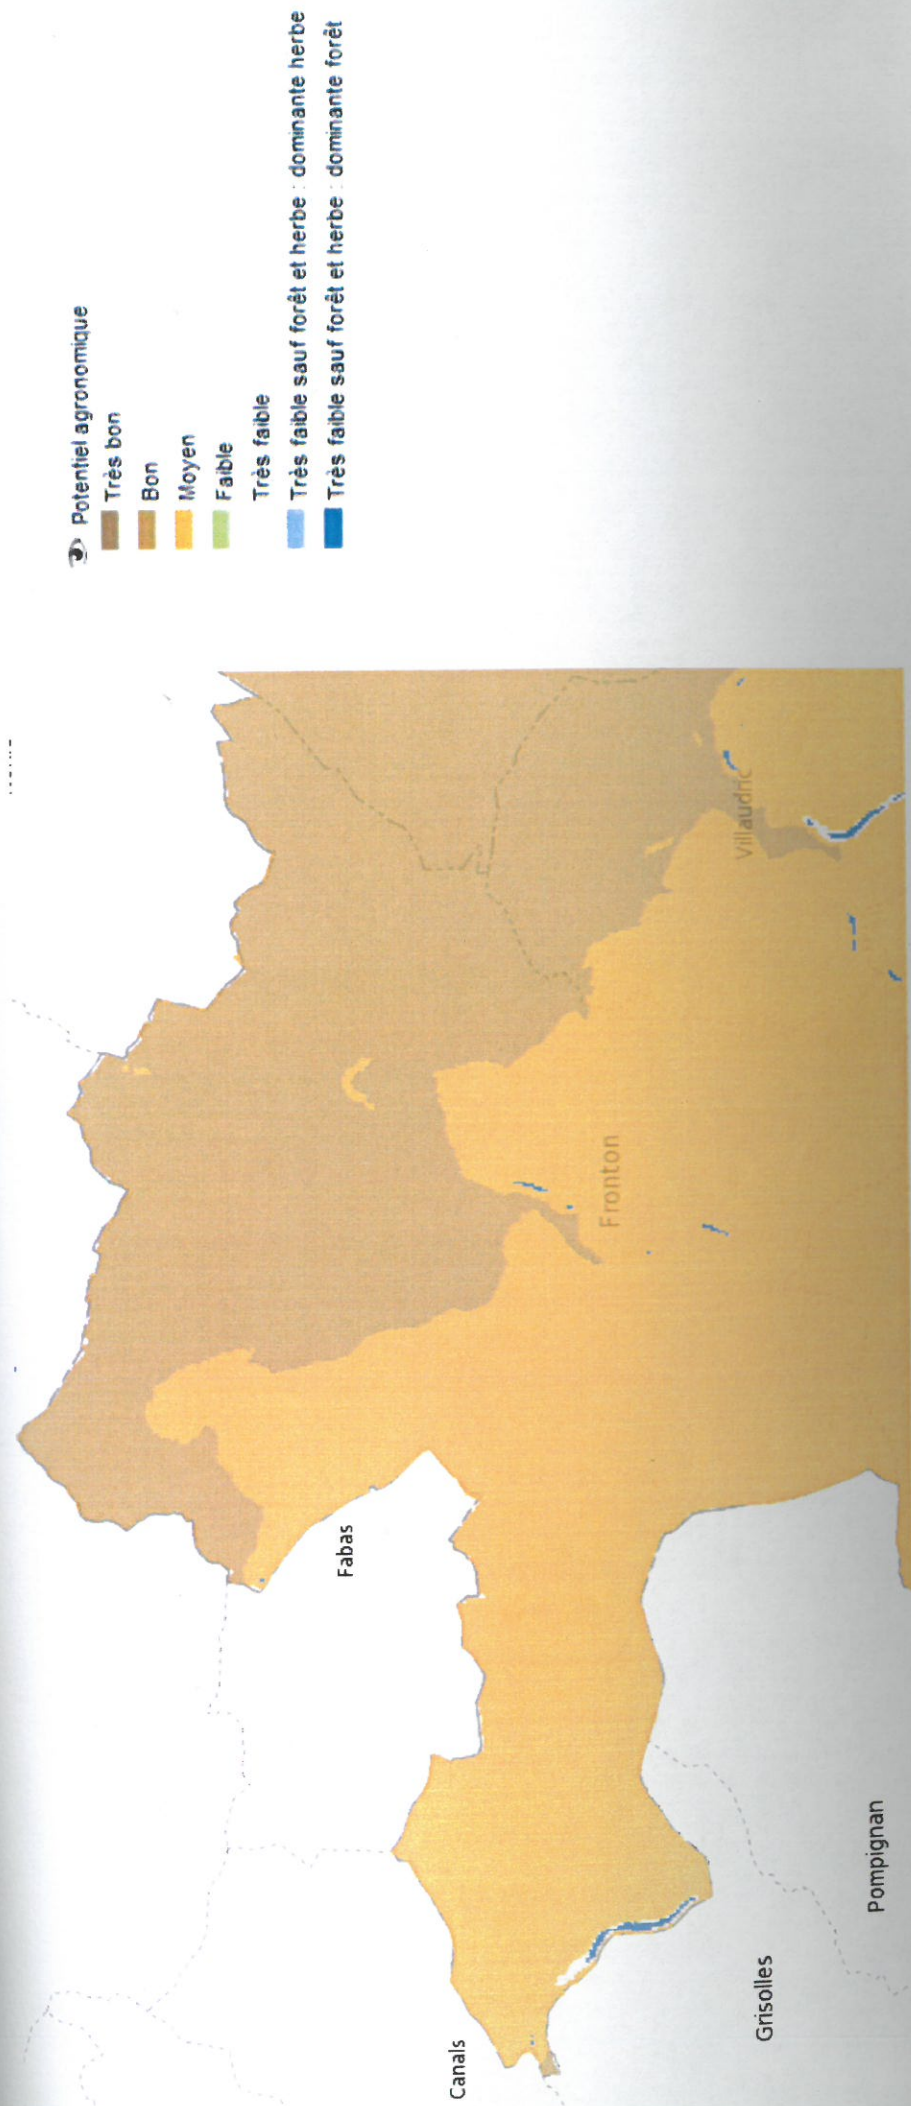 Potentiel agronomique
Très bon
Bon
Moyen
Faible
Très faible
Très faible sauf forêt et herbe : dominante herbe
Très faible sauf forêt et herbe : dominante forêt
Fabas
Fronton
Villaudric
Canals
Grisolles
Pompignan